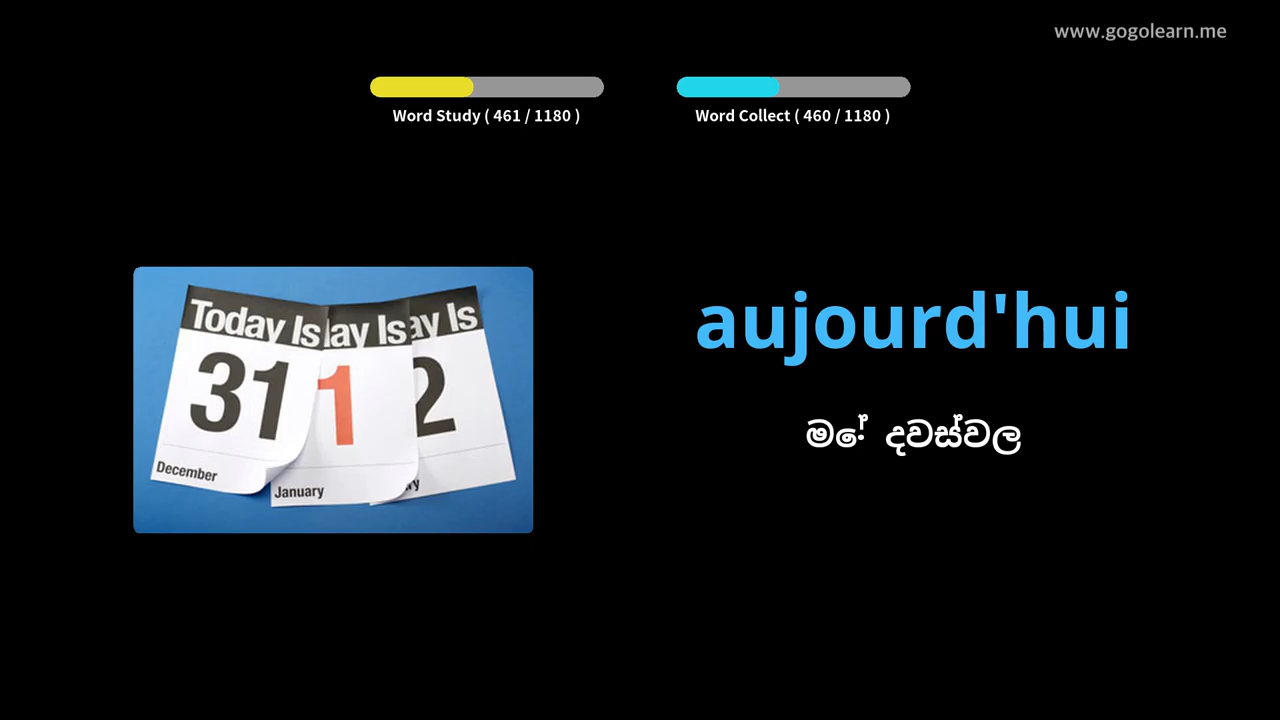 www.gogolearn.me
Word Study ( 461 / 1180 )
Word Collect ( 460 / 1180 )
Today Is
ay Is
ay Is
31
1
2
December
January
ry
aujourd'hui
මේ දවස්වල